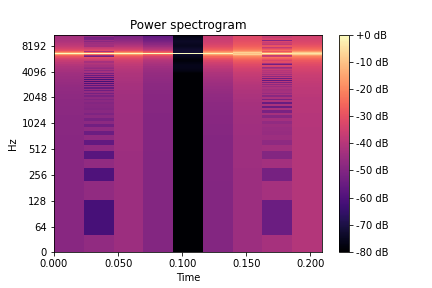 Power spectrogram
Hz
8192
4096
2048
1024
512
256
128
64
0
0.000 0.050 0.100 0.150 0.200
Time
+0 dB
-10 dB
-20 dB
-30 dB
-40 dB
-50 dB
-60 dB
-70 dB
-80 dB